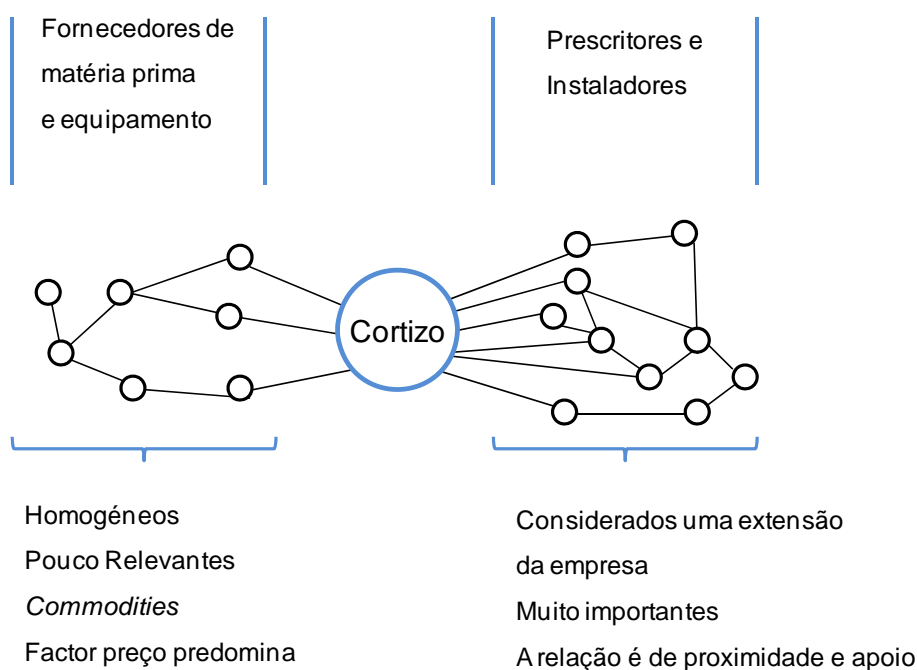 Fornecedores de
matéria prima
e equipamento
Prescritores e
Instaladores
Cortizo
Homogéneos
Pouco Relevantes
Commodities
Factor preço predomina
Considerados uma extensão
da empresa
Muito importantes
A relação é de proximidade e apoio